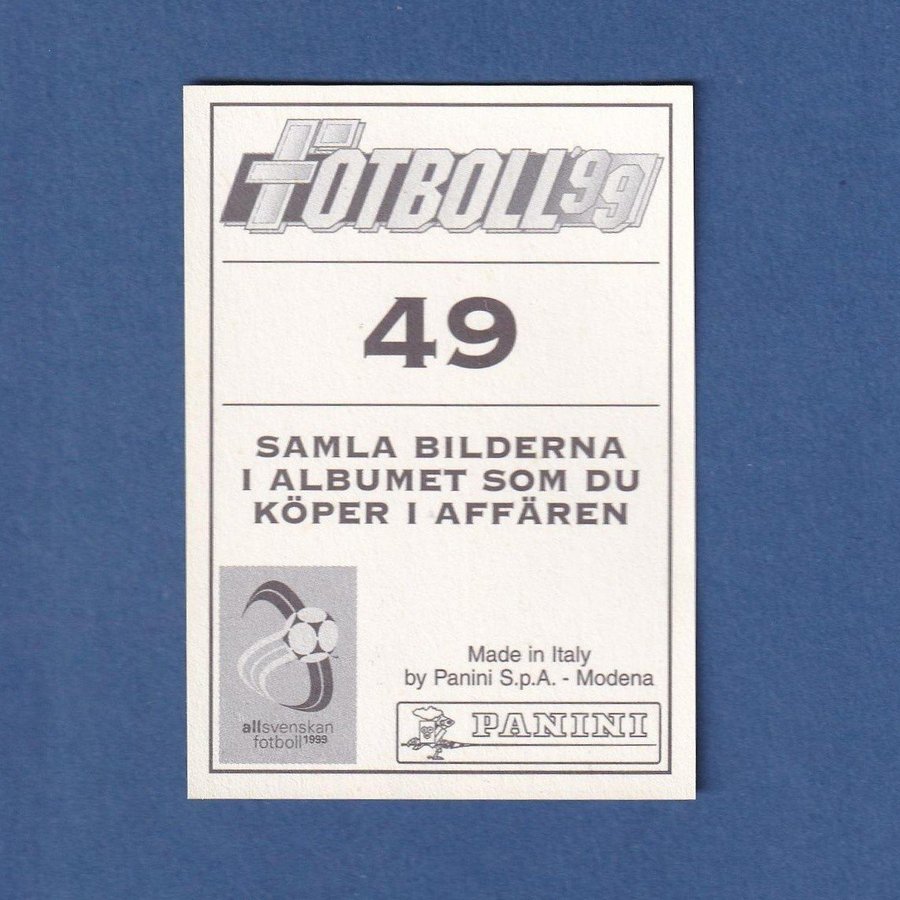 FOTBOLL'99
49
SAMLA BILDERNA
I ALBUMET SOM DU
KÖPER I AFFÄREN
allsvenskan
fotboll 1999
Made in Italy
by Panini S.p.A. - Modena
PANINI